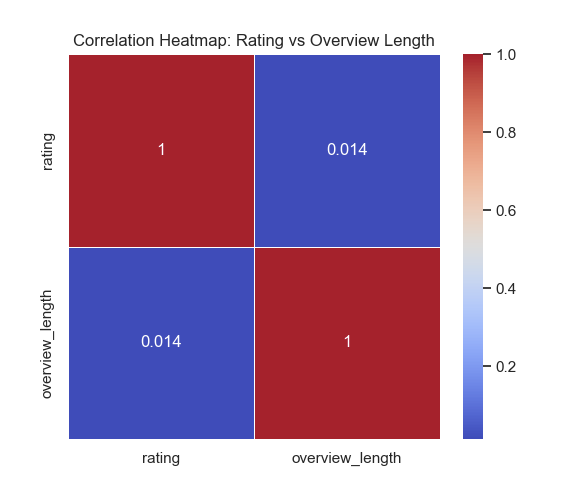 Correlation Heatmap: Rating vs Overview Length
rating
1
0.014
overview_length
0.014
1
rating
overview_length
1.0
0.8
0.6
0.4
0.2